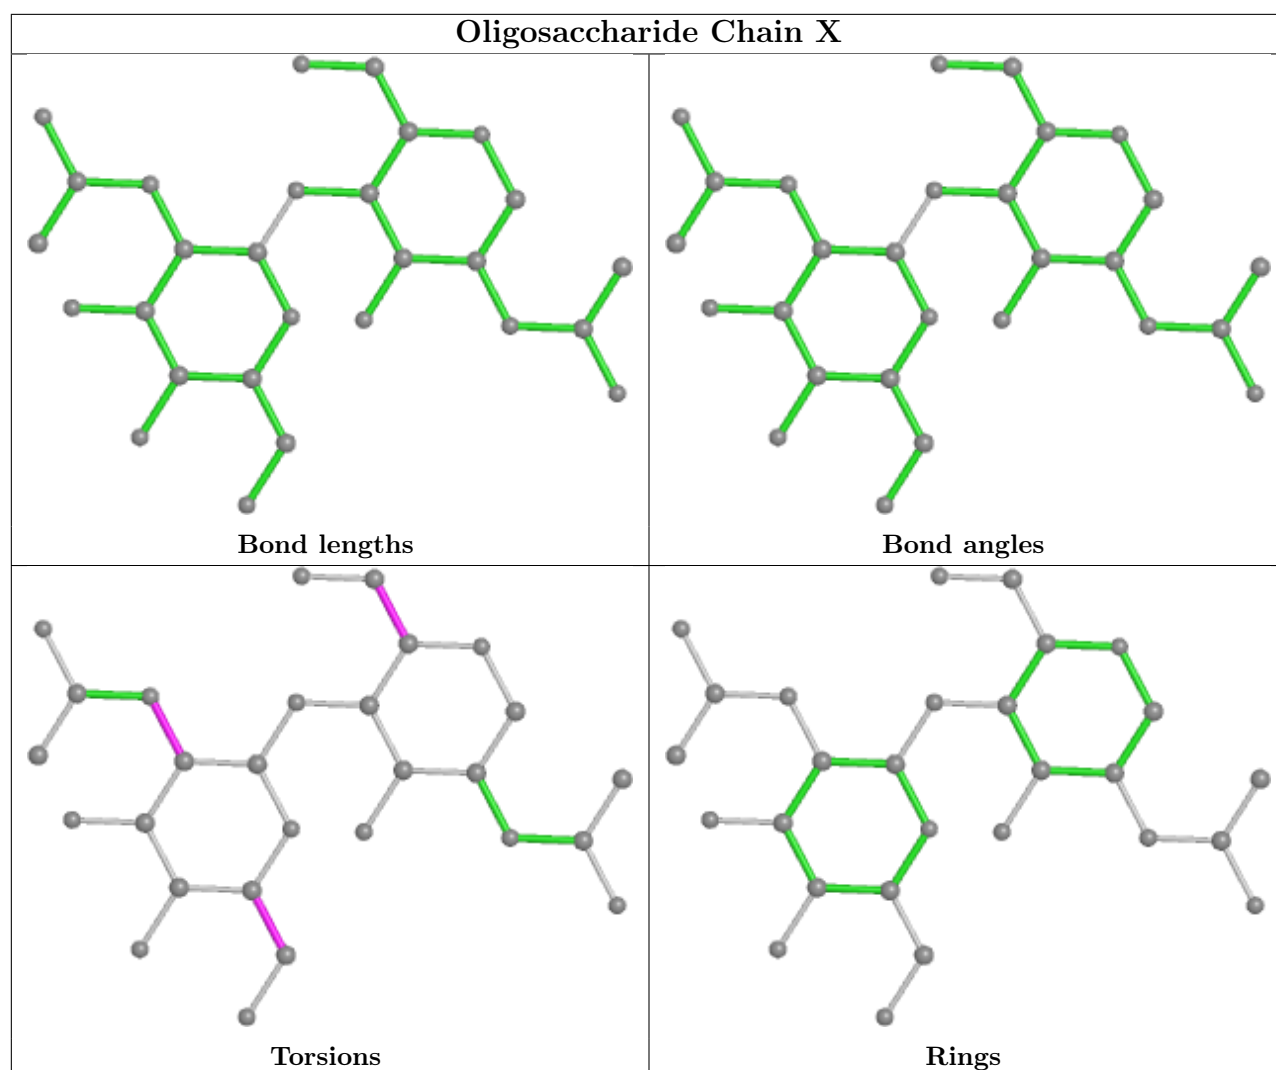 Oligosaccharide Chain X
Bond lengths
Bond angles
Torsions
Rings